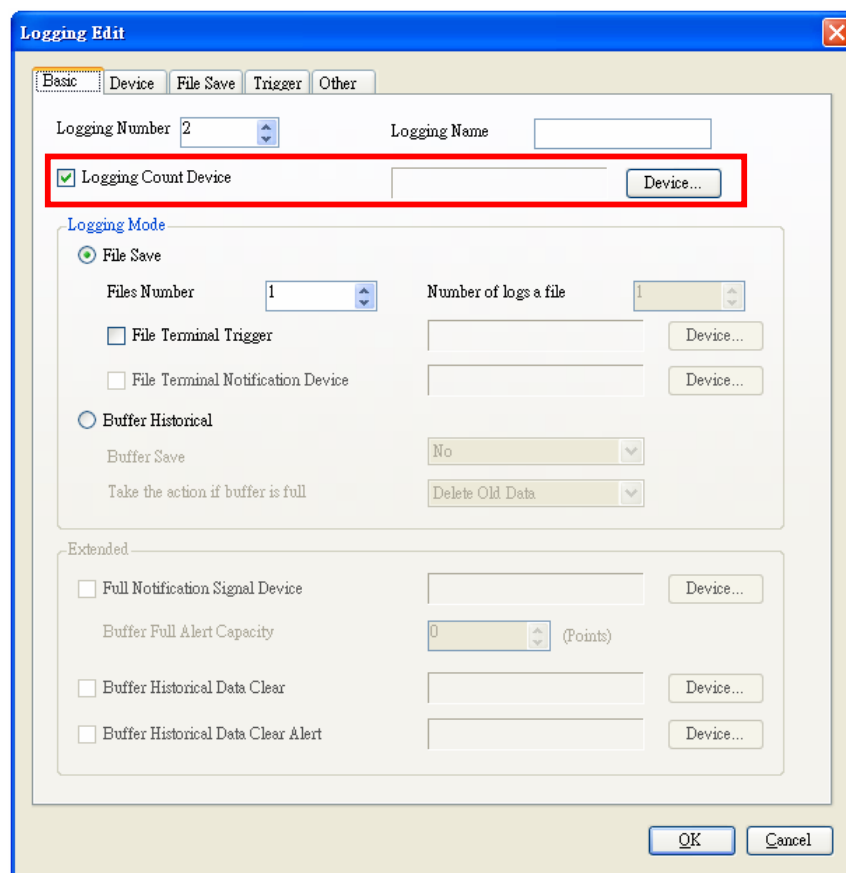 Logging Edit
Basic Device File Save Trigger Other
Logging Number 2 Logging Name
Logging Count Device Device...
Logging Mode
File Save
Files Number 1 Number of logs a file 1
File Terminal Trigger Device...
File Terminal Notification Device Device...
Buffer Historical
Buffer Save No
Take the action if buffer is full Delete Old Data
Extended
Full Notification Signal Device Device...
Buffer Full Alert Capacity 0 (Points)
Buffer Historical Data Clear Device...
Buffer Historical Data Clear Alert Device...
OK Cancel